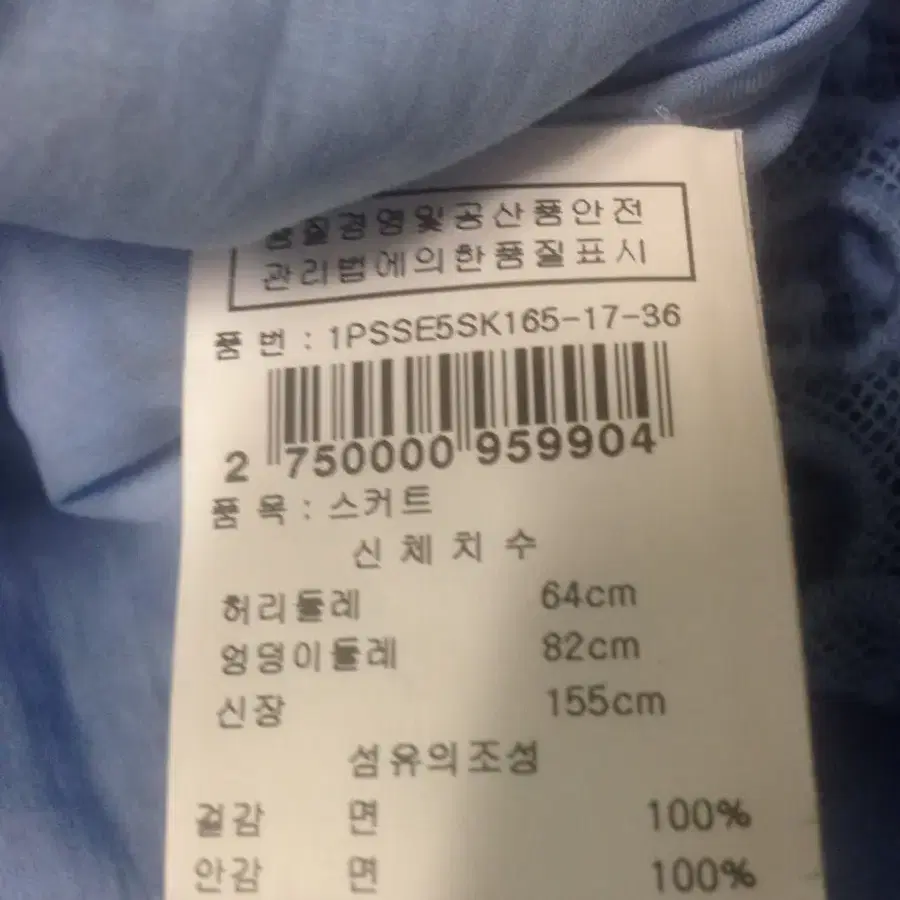 품질경영및공산품안전
관리법에의한품질표시
품 번 : 1PSSE5SK165-17-36
2 750000 959904
품 목 : 스커트
신 체 치 수
허리둘레 64cm
엉덩이둘레 82cm
신장 155cm
섬유의조성
겉감 면 100%
안감 면 100%